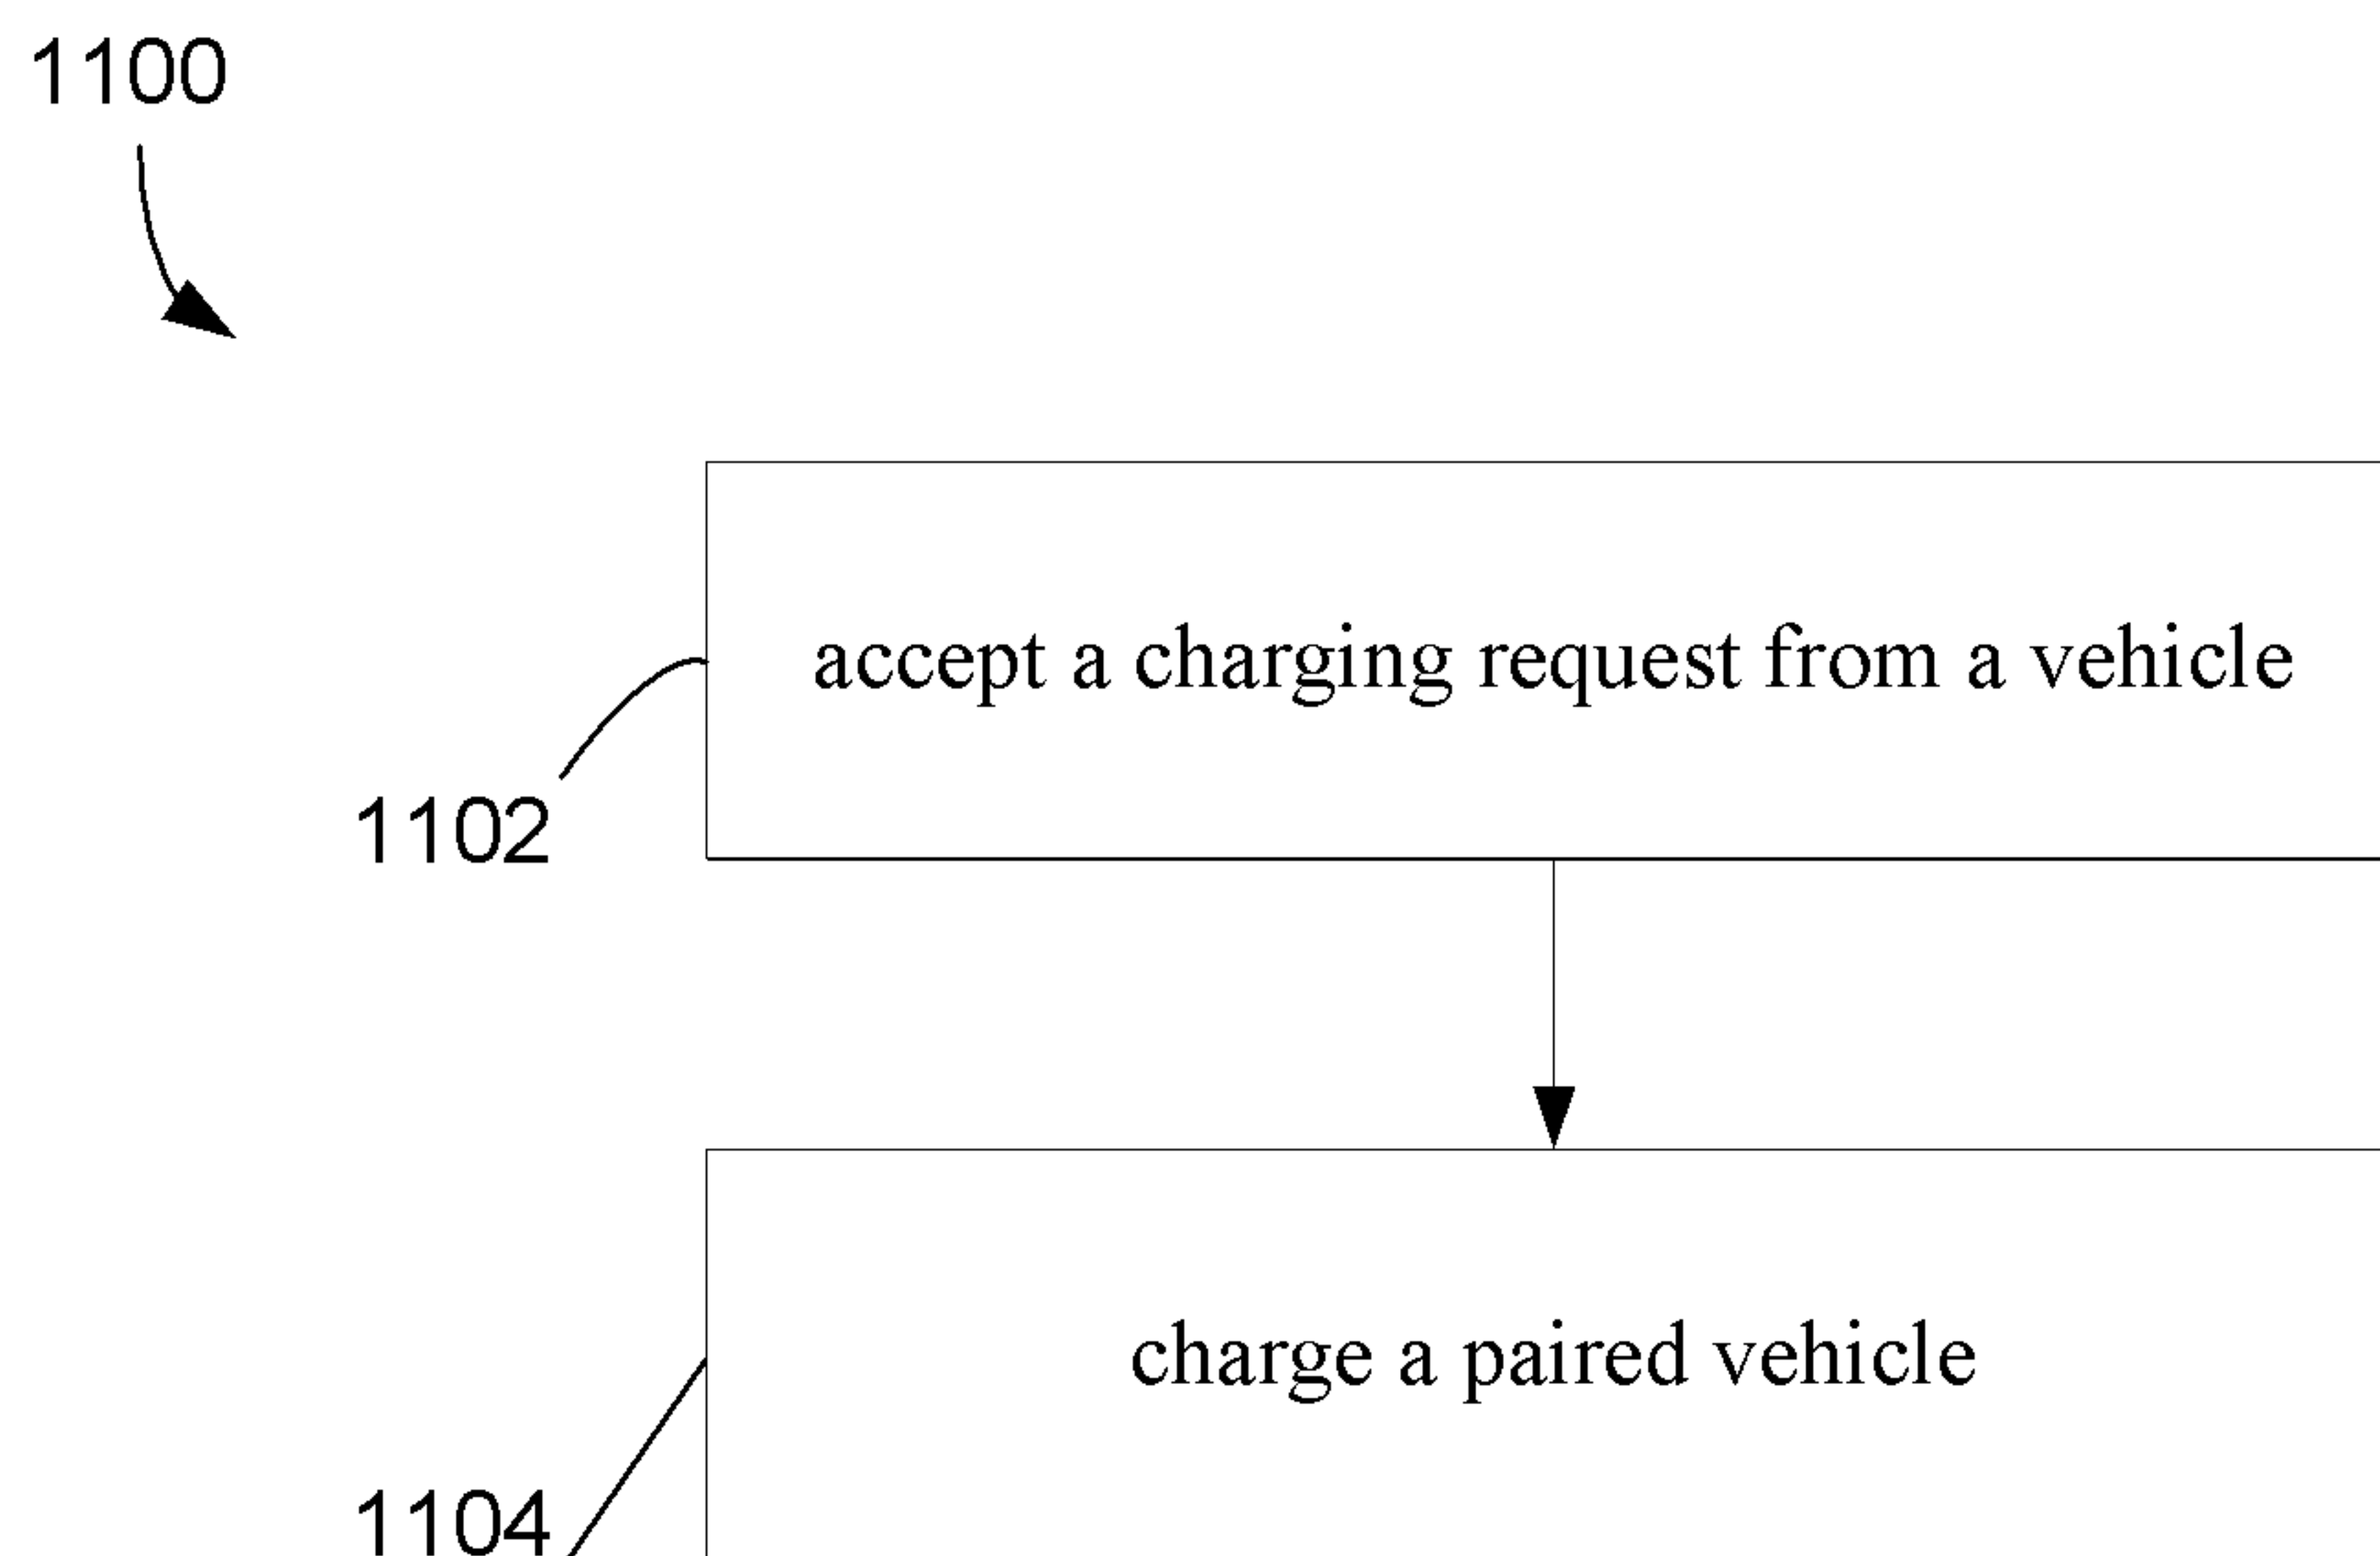 1100
accept a charging request from a vehicle
1102
charge a paired vehicle
1104